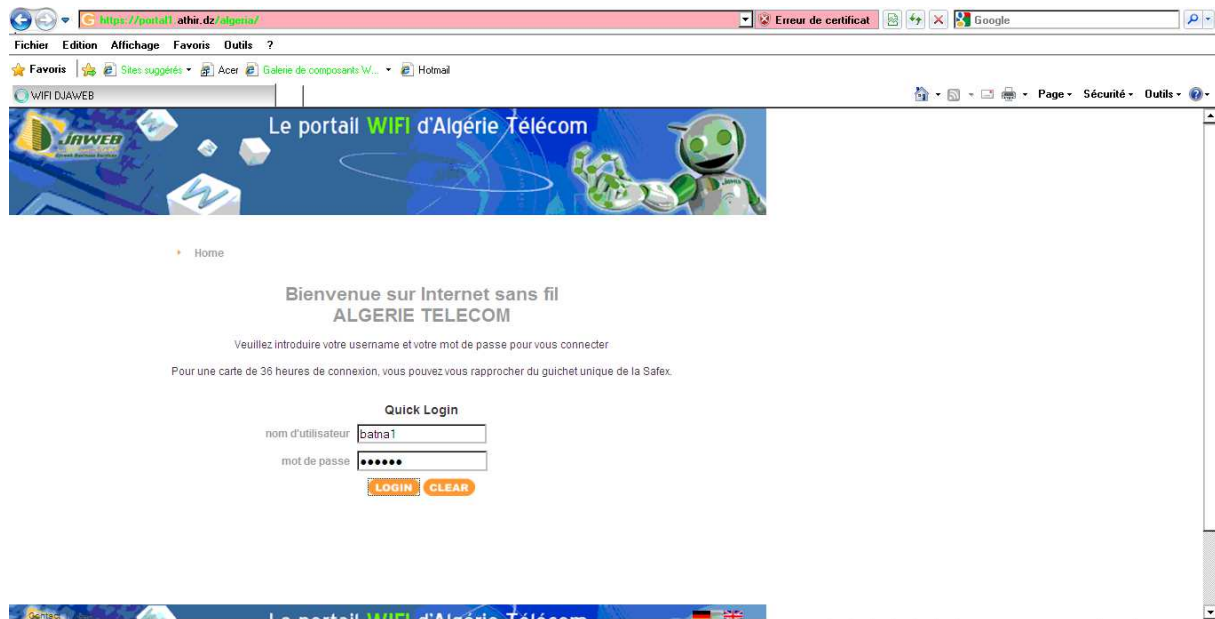 https://portal1.athir.dz/algeria/
Erreur de certificat
Google
Fichier Edition Affichage Favoris Outils ?
Favoris Sites suggérés Acer Galerie de composants W... Hotmail
WIFI DJAWEB
Page Sécurité Outils
JAWEB
Le portail WIFI d'Algérie Télécom
Home
Bienvenue sur Internet sans fil
ALGERIE TELECOM
Veuillez introduire votre username et votre mot de passe pour vous connecter
Pour une carte de 36 heures de connexion, vous pouvez vous rapprocher du guichet unique de la Safex.
Quick Login
nom d'utilisateur batna1
mot de passe ●●●●●●
LOGIN CLEAR
Le portail WIFI d'Algérie Télécom